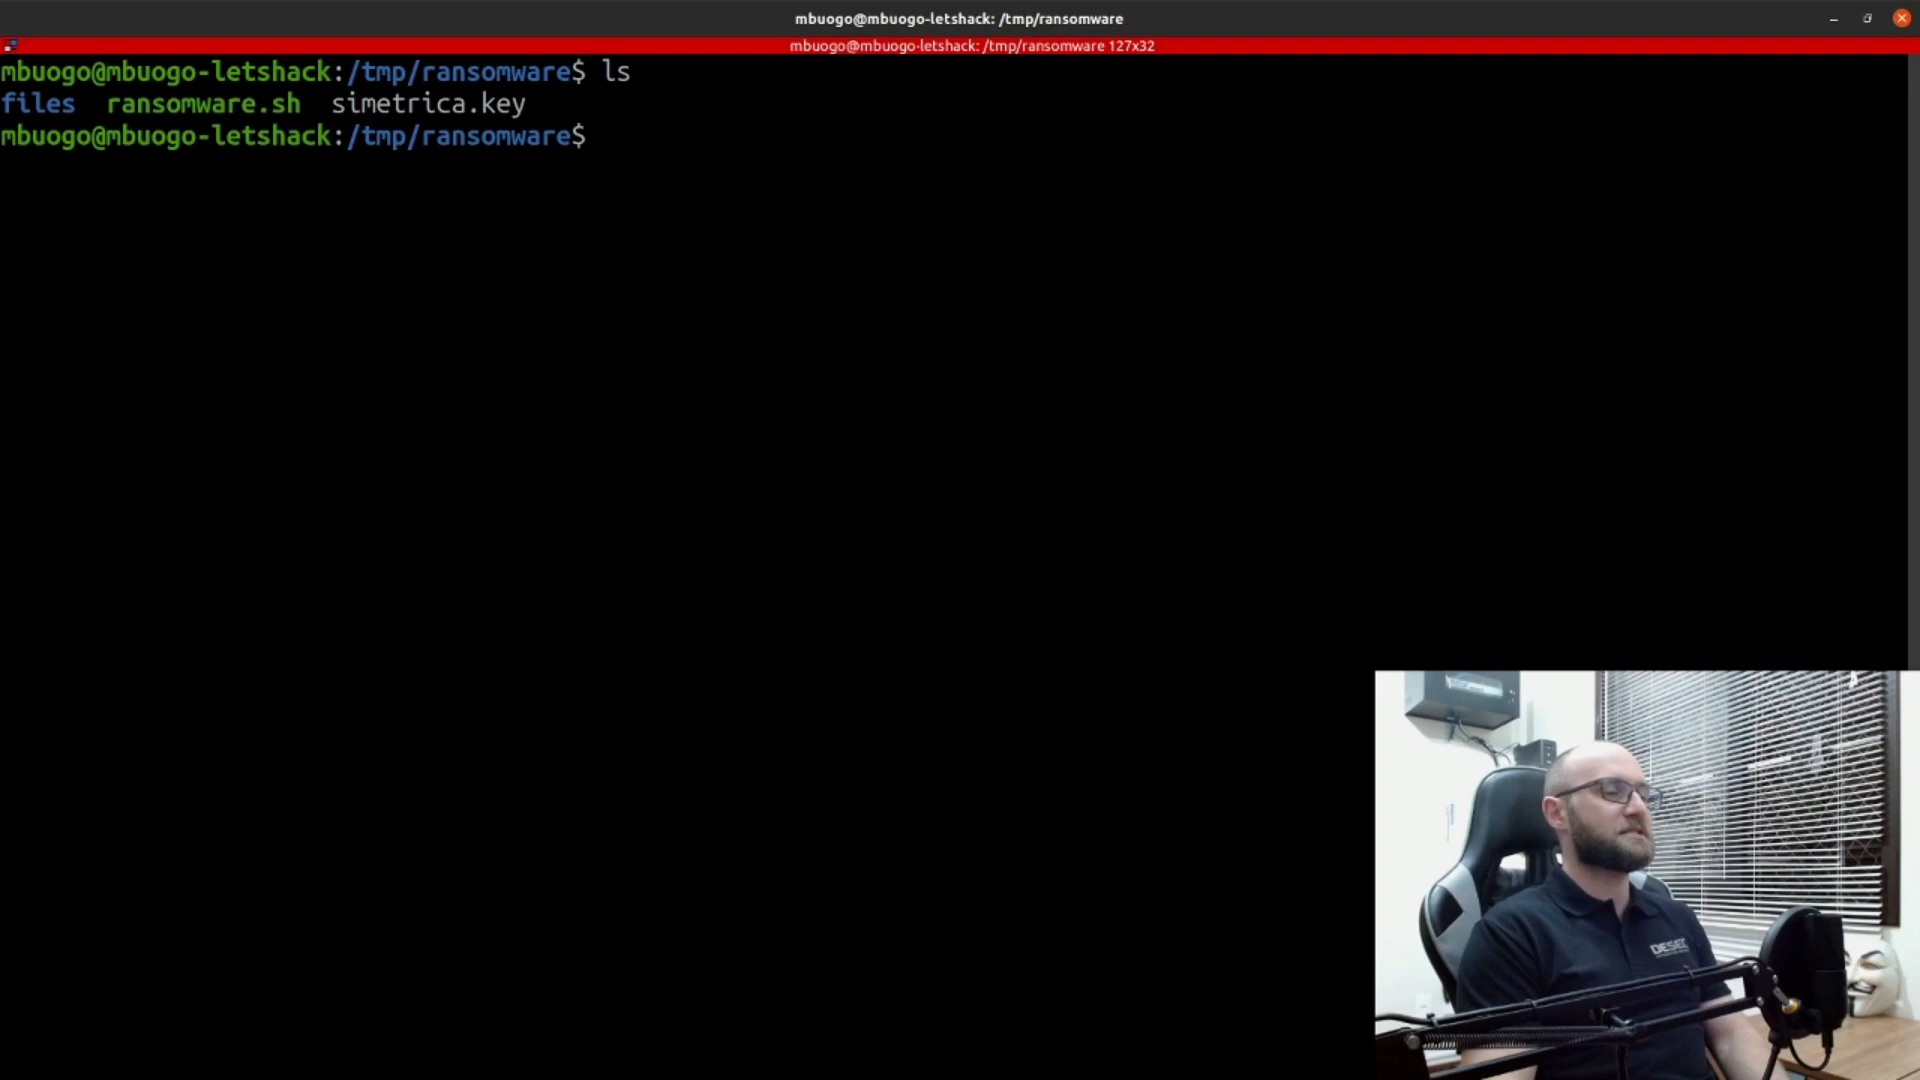 mbuogo@mbuogo-letshack: /tmp/ransomware
mbuogo@mbuogo-letshack: /tmp/ransomware 127x32
mbuogo@mbuogo-letshack:/tmp/ransomware$ ls
files ransomware.sh simetrica.key
mbuogo@mbuogo-letshack:/tmp/ransomware$
DESEC